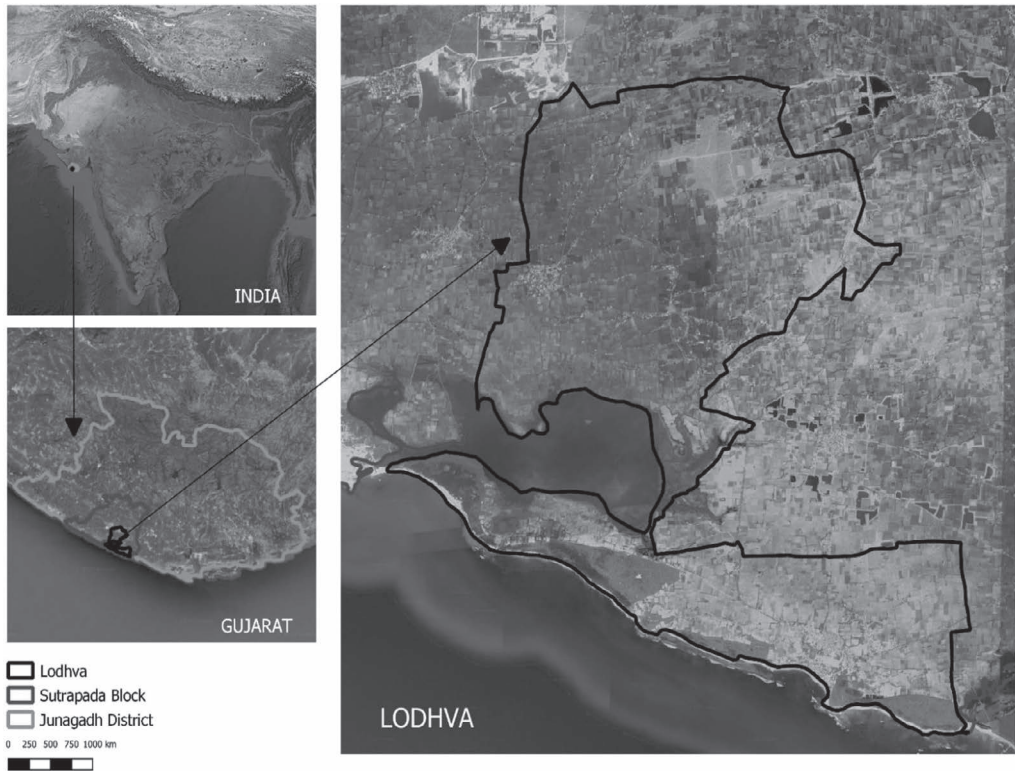 INDIA
GUJARAT
Lodhva
Sutrapada Block
Junagadh District
0 250 500 750 1000 km
LODHVA